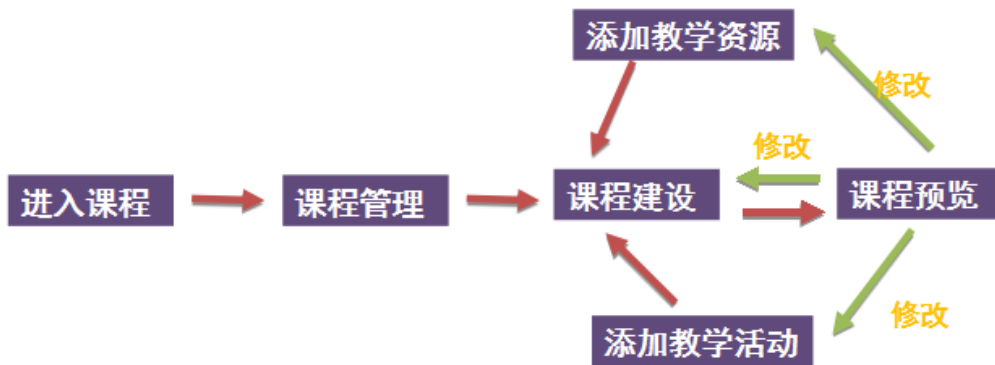 添加教学资源
修改
修改
进入课程
课程管理
课程建设
课程预览
修改
添加教学活动